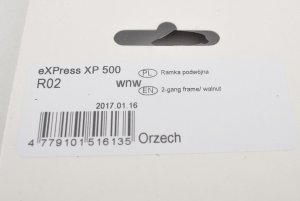 eXPress XP 500
R02 wnw
PL Ramka podwójna
EN 2-gang frame/ walnut
2017.01.16
4 779101 516135
Orzech